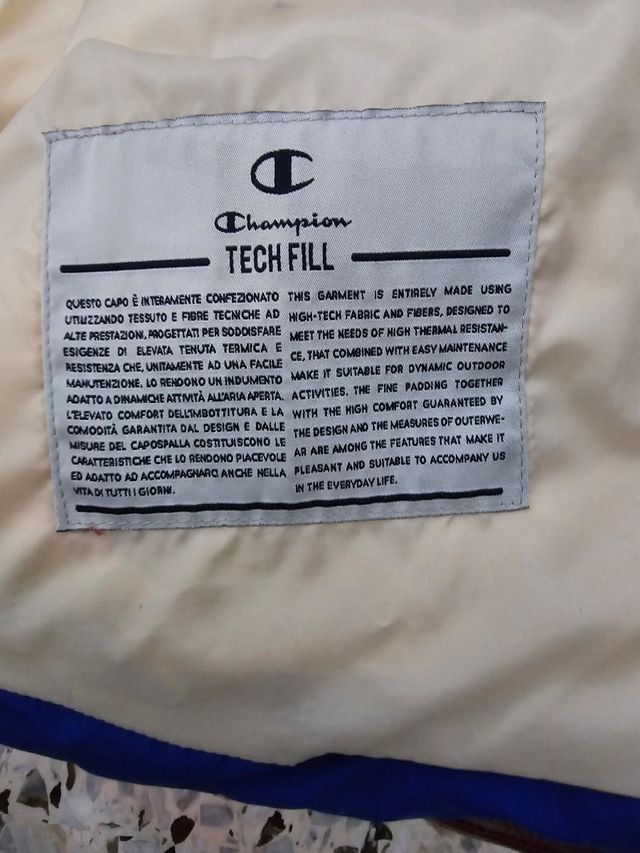 Champion
TECH FILL
QUESTO CAPO È INTERAMENTE CONFEZIONATO
UTILIZZANDO TESSUTO E FIBRE TECNICHE AD
ALTE PRESTAZIONI, PROGETTATI PER SODDISFARE
ESIGENZE DI ELEVATA TENUTA TERMICA E
RESISTENZA CHE, UNITAMENTE AD UNA FACILE
MANUTENZIONE, LO RENDONO UN INDUMENTO
ADATTO A DINAMICHE ATTIVITÀ ALL'ARIA APERTA.
L'ELEVATO COMFORT DELL'IMBOTTITURA E LA
COMODITÀ GARANTITA DAL DESIGN E DALLE
MISURE DEL CAPOSPALLA COSTITUISCONO LE
CARATTERISTICHE CHE LO RENDONO PIACEVOLE
ED ADATTO AD ACCOMPAGNARCI ANCHE NELLA
VITA DI TUTTI I GIORNI.
THIS GARMENT IS ENTIRELY MADE USING
HIGH-TECH FABRIC AND FIBERS, DESIGNED TO
MEET THE NEEDS OF HIGH THERMAL RESISTAN-
CE, THAT COMBINED WITH EASY MAINTENANCE
MAKE IT SUITABLE FOR DYNAMIC OUTDOOR
ACTIVITIES. THE FINE PADDING TOGETHER
WITH THE HIGH COMFORT GUARANTEED BY
THE DESIGN AND THE MEASURES OF OUTERWE-
AR ARE AMONG THE FEATURES THAT MAKE IT
PLEASANT AND SUITABLE TO ACCOMPANY US
IN THE EVERYDAY LIFE.